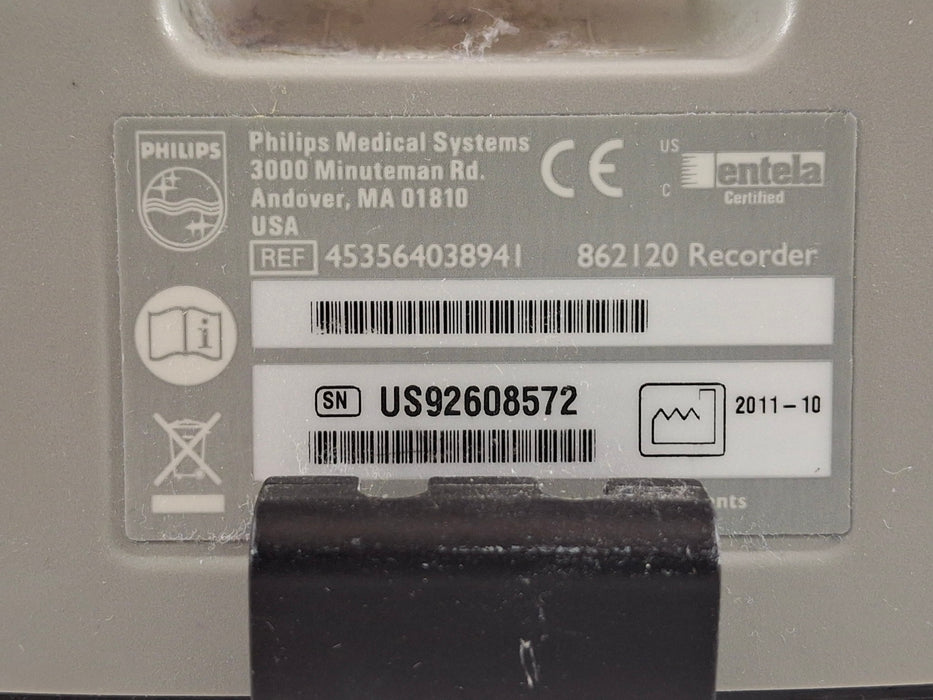 PHILIPS
Philips Medical Systems
3000 Minuteman Rd.
Andover, MA 01810
USA
CE
US
C
entela
Certified
REF 453564038941 862120 Recorder
i
SN US92608572
2011-10